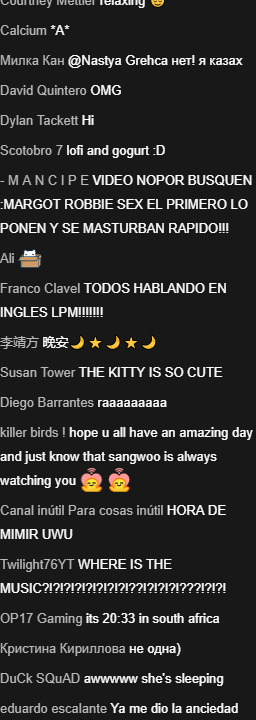 Courtney Mettler relaxing
Calcium *A*
Милка Кан @Nastya Grehca нет! я казах
David Quintero OMG
Dylan Tackett Hi
Scotobro 7 lofi and gogurt :D
- M A N C I P E VIDEO NOPOR BUSQUEN
:MARGOT ROBBIE SEX EL PRIMERO LO
PONEN Y SE MASTURBAN RAPIDO!!!
Ali
Franco Clavel TODOS HABLANDO EN
INGLES LPM!!!!!!!
李靖方 晚安🌙 ★ 🌙 ★ 🌙
Susan Tower THE KITTY IS SO CUTE
Diego Barrantes raaaaaaaaa
killer birds ! hope u all have an amazing day
and just know that sangwoo is always
watching you
Canal inútil Para cosas inútil HORA DE
MIMIR UWU
Twilight76YT WHERE IS THE
MUSIC?!?!?!?!?!?!?!?!??!?!?!?!???!?!?!
OP17 Gaming its 20:33 in south africa
Кристина Кириллова не одна)
DuCk SQuAD awwwww she's sleeping
eduardo escalante Ya me dio la anciedad